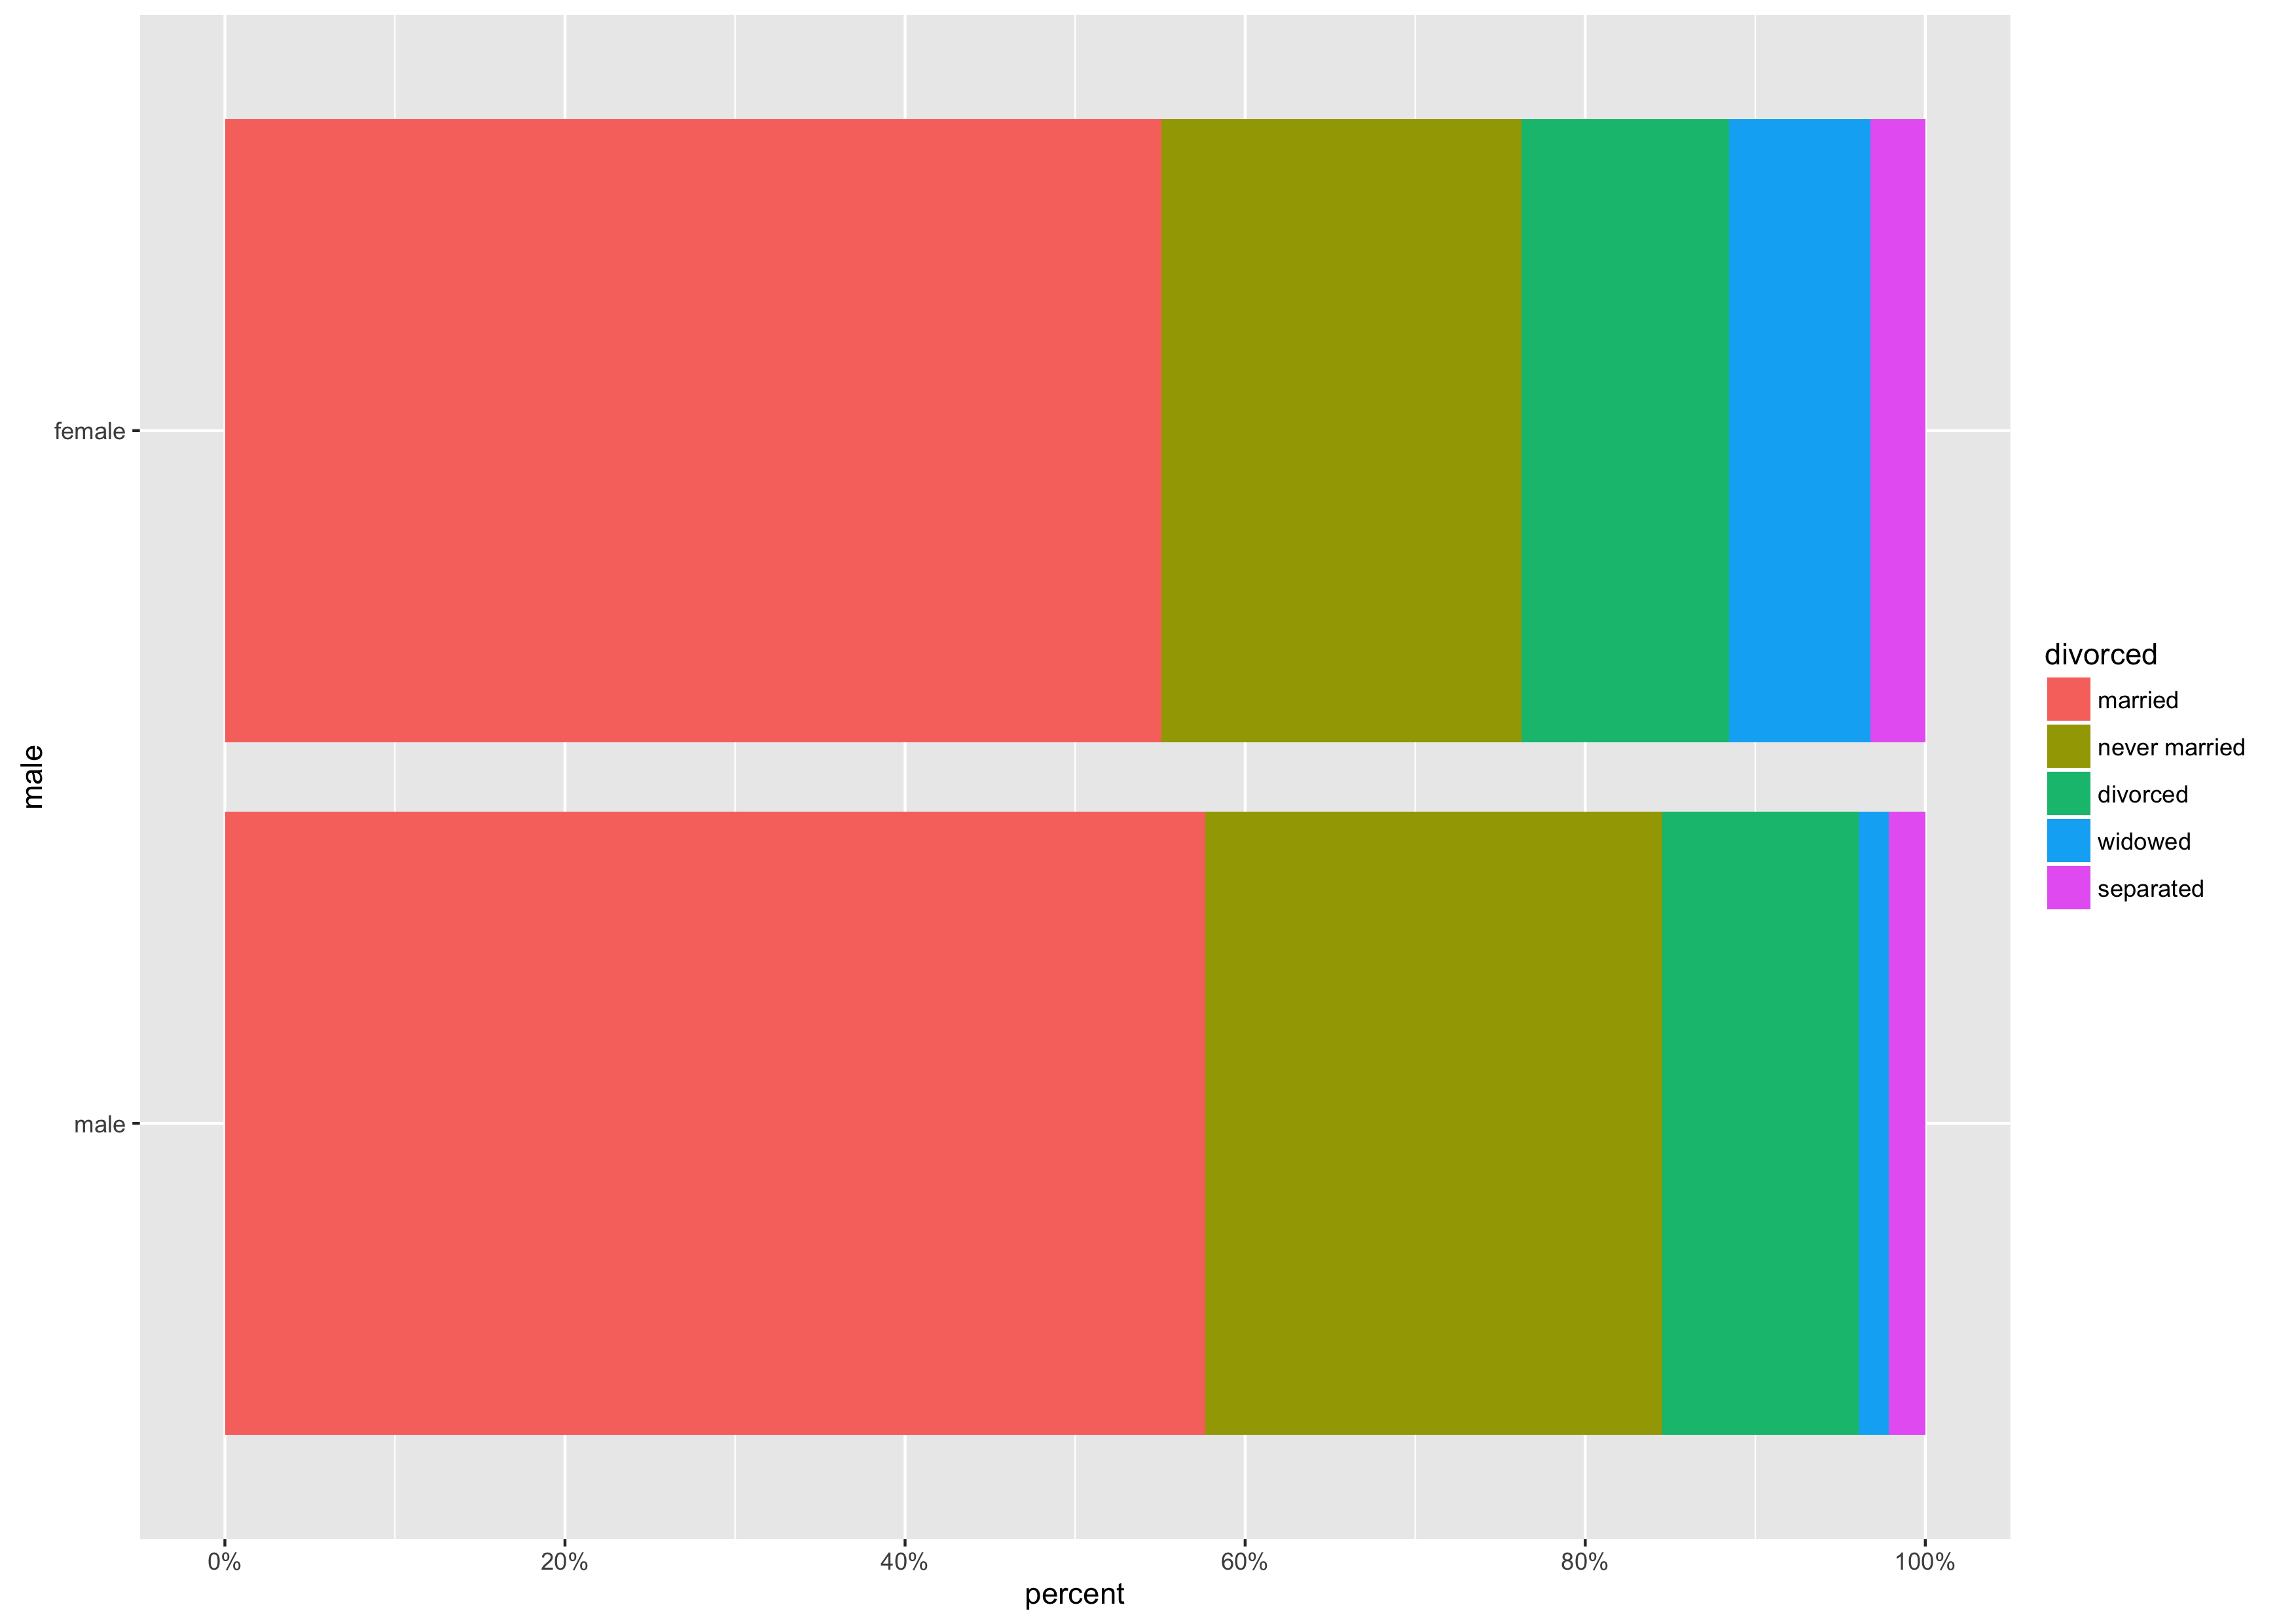 female
male
male
0%
20%
40%
60%
80%
100%
percent
divorced
married
never married
divorced
widowed
separated